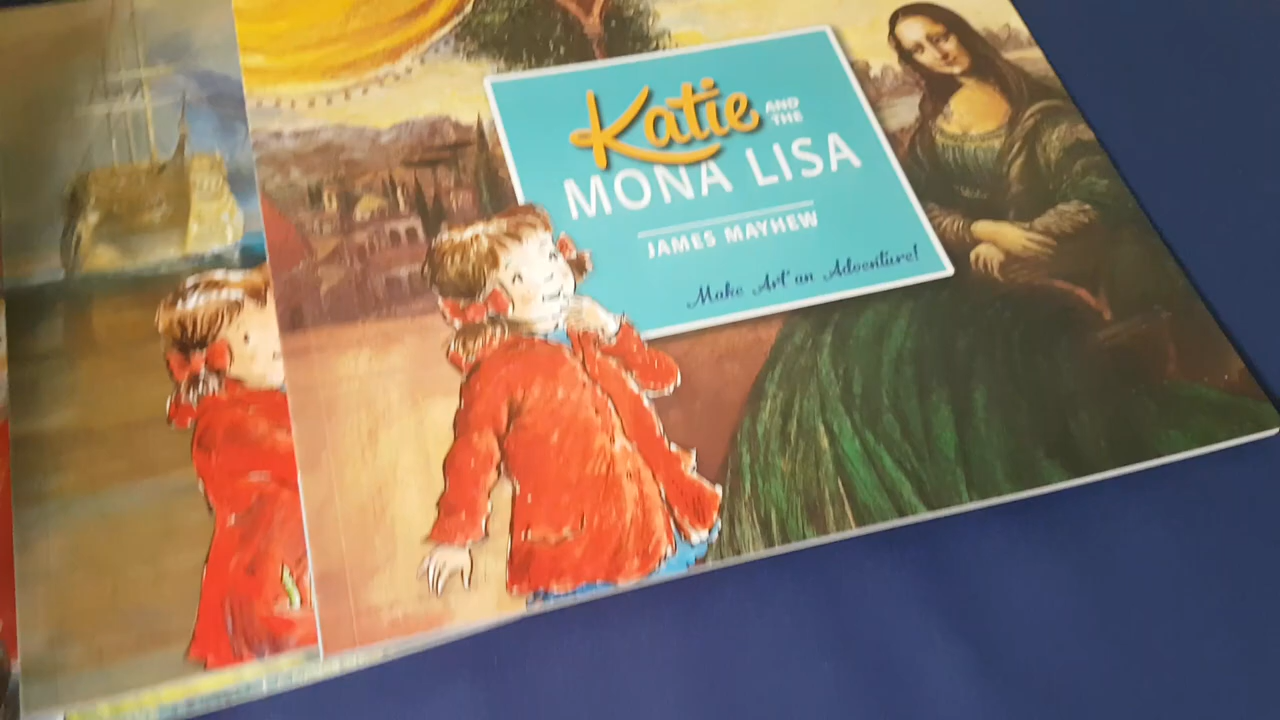 Katie AND
THE
MONA LISA
JAMES MAYHEW
Make Art an Adventure!